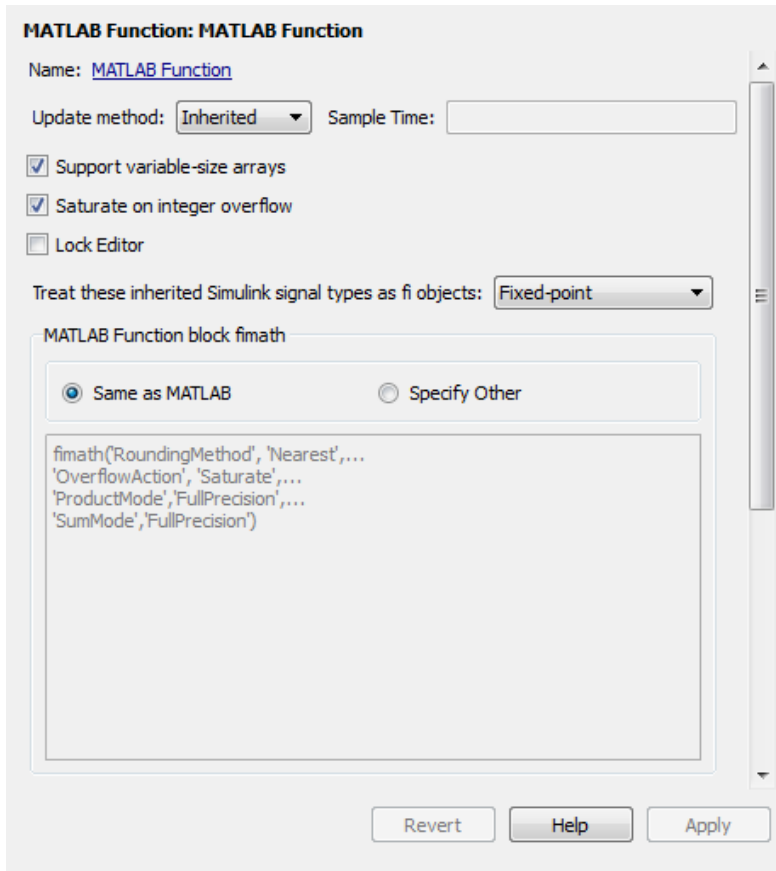 MATLAB Function: MATLAB Function
Name: MATLAB Function
Update method: Inherited Sample Time:
Support variable-size arrays
Saturate on integer overflow
Lock Editor
Treat these inherited Simulink signal types as fi objects: Fixed-point
MATLAB Function block fimath
Same as MATLAB Specify Other
fimath('RoundingMethod', 'Nearest',...
'OverflowAction', 'Saturate',...
'ProductMode','FullPrecision',...
'SumMode','FullPrecision')
Revert Help Apply